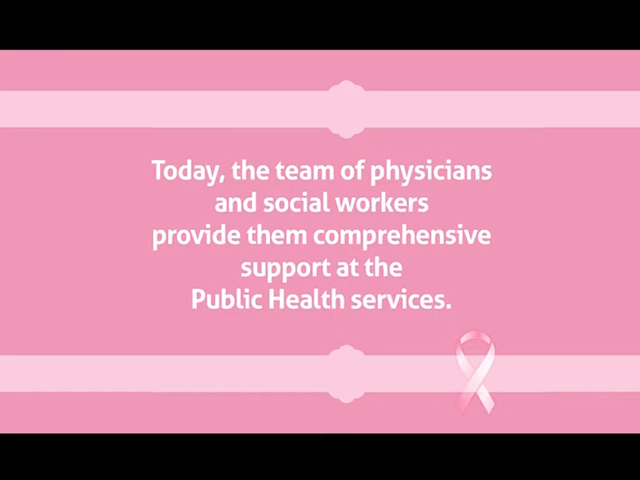 Today, the team of physicians
and social workers
provide them comprehensive
support at the
Public Health services.